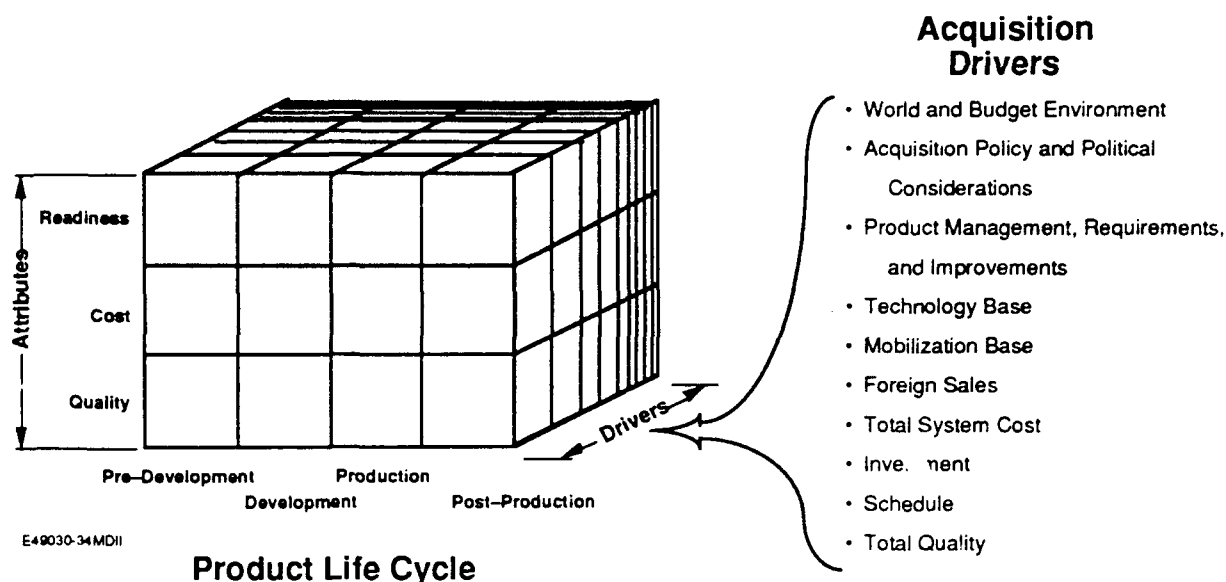 Acquisition
Drivers
• World and Budget Environment
• Acquisition Policy and Political
Considerations
• Product Management, Requirements,
and Improvements
• Technology Base
• Mobilization Base
• Foreign Sales
• Total System Cost
• Schedule
• Total Quality
Attributes
Readiness
Cost
Quality
Drivers
Pre–Development
Development
Production
Post–Production
E49030-34MDII
Product Life Cycle